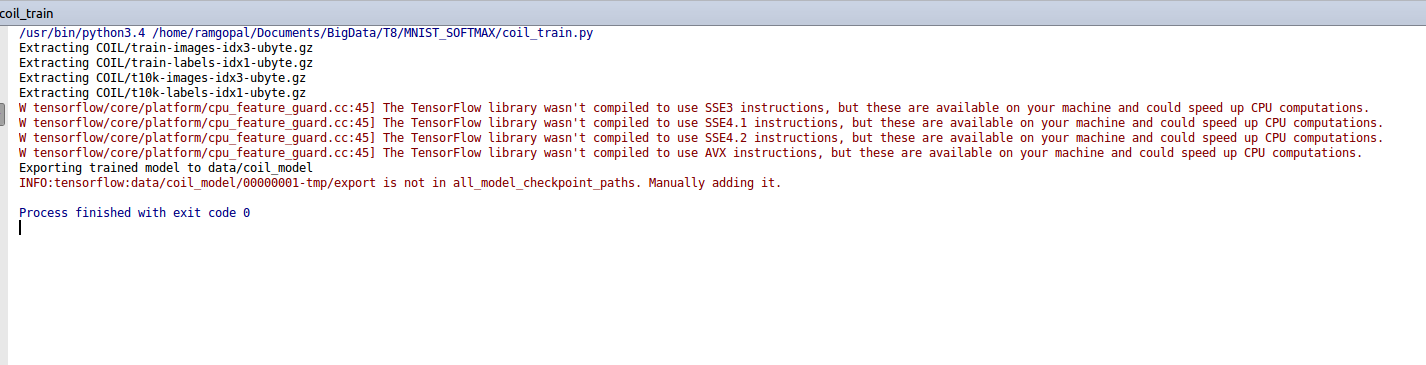 coil_train
/usr/bin/python3.4 /home/ramgopal/Documents/BigData/T8/MNIST_SOFTMAX/coil_train.py
Extracting COIL/train-images-idx3-ubyte.gz
Extracting COIL/train-labels-idx1-ubyte.gz
Extracting COIL/t10k-images-idx3-ubyte.gz
Extracting COIL/t10k-labels-idx1-ubyte.gz
W tensorflow/core/platform/cpu_feature_guard.cc:45] The TensorFlow library wasn't compiled to use SSE3 instructions, but these are available on your machine and could speed up CPU computations.
W tensorflow/core/platform/cpu_feature_guard.cc:45] The TensorFlow library wasn't compiled to use SSE4.1 instructions, but these are available on your machine and could speed up CPU computations.
W tensorflow/core/platform/cpu_feature_guard.cc:45] The TensorFlow library wasn't compiled to use SSE4.2 instructions, but these are available on your machine and could speed up CPU computations.
W tensorflow/core/platform/cpu_feature_guard.cc:45] The TensorFlow library wasn't compiled to use AVX instructions, but these are available on your machine and could speed up CPU computations.
Exporting trained model to data/coil_model
INFO:tensorflow:data/coil_model/00000001-tmp/export is not in all_model_checkpoint_paths. Manually adding it.
Process finished with exit code 0